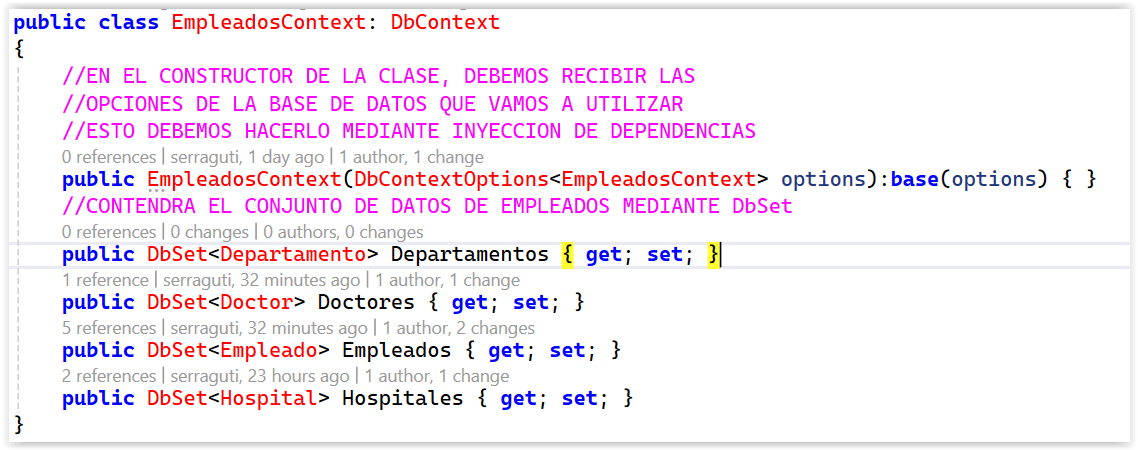 public class EmpleadosContext: DbContext
{
//EN EL CONSTRUCTOR DE LA CLASE, DEBEMOS RECIBIR LAS
//OPCIONES DE LA BASE DE DATOS QUE VAMOS A UTILIZAR
//ESTO DEBEMOS HACERLO MEDIANTE INYECCION DE DEPENDENCIAS
0 references | serraguti, 1 day ago | 1 author, 1 change
public EmpleadosContext(DbContextOptions<EmpleadosContext> options):base(options) { }
//CONTENDRA EL CONJUNTO DE DATOS DE EMPLEADOS MEDIANTE DbSet
0 references | 0 changes | 0 authors, 0 changes
public DbSet<Departamento> Departamentos { get; set; }
1 reference | serraguti, 32 minutes ago | 1 author, 1 change
public DbSet<Doctor> Doctores { get; set; }
5 references | serraguti, 32 minutes ago | 1 author, 2 changes
public DbSet<Empleado> Empleados { get; set; }
2 references | serraguti, 23 hours ago | 1 author, 1 change
public DbSet<Hospital> Hospitales { get; set; }
}